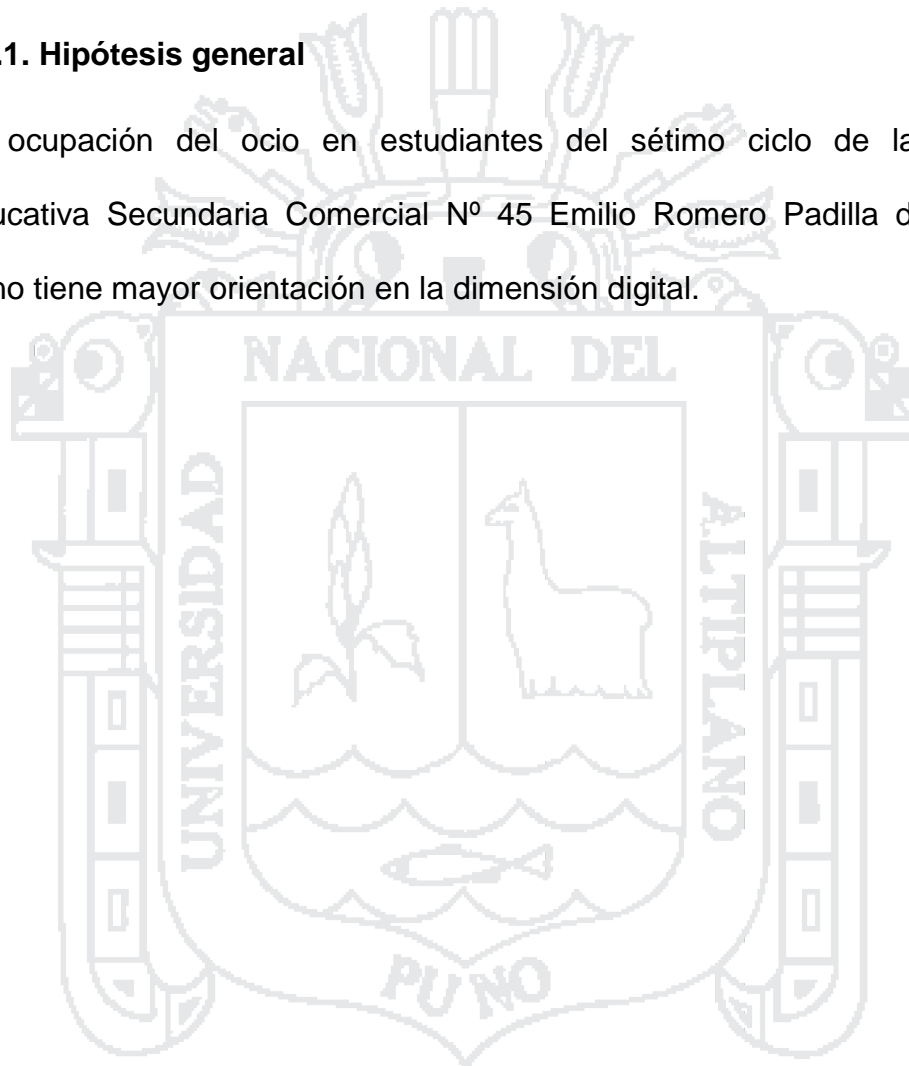 .1. Hipótesis general
ocupación del ocio en estudiantes del sétimo ciclo de la
ucativa Secundaria Comercial Nº 45 Emilio Romero Padilla d
no tiene mayor orientación en la dimensión digital.
NACIONAL DEL
UNIVERSIDAD
ALTIPLANO
PUNO